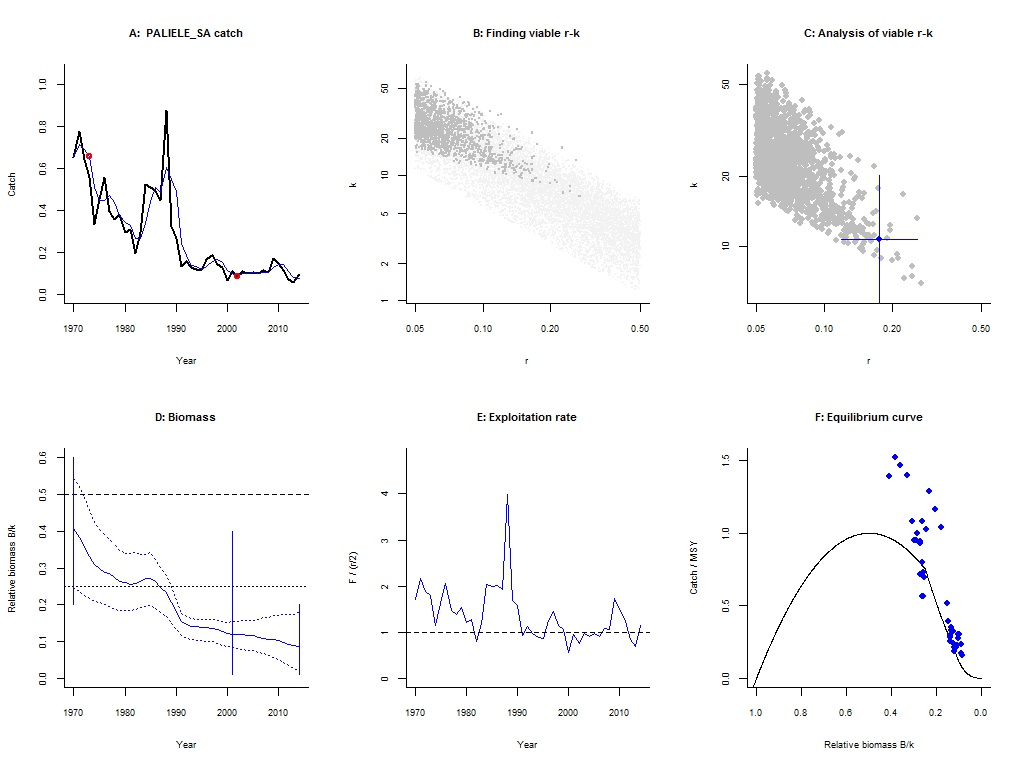 A: PALIELE_SA catch
Catch
1.0
0.8
0.6
0.4
0.2
0.0
1970 1980 1990 2000 2010
Year
B: Finding viable r-k
k
50
20
10
5
2
1
0.05 0.10 0.20 0.50
r
C: Analysis of viable r-k
k
50
20
10
0.05 0.10 0.20 0.50
r
D: Biomass
Relative biomass B/k
0.6
0.5
0.4
0.3
0.2
0.1
0.0
1970 1980 1990 2000 2010
Year
E: Exploitation rate
F / (r/2)
4
3
2
1
0
1970 1980 1990 2000 2010
Year
F: Equilibrium curve
Catch / MSY
1.5
1.0
0.5
0.0
1.0 0.8 0.6 0.4 0.2 0.0
Relative biomass B/k